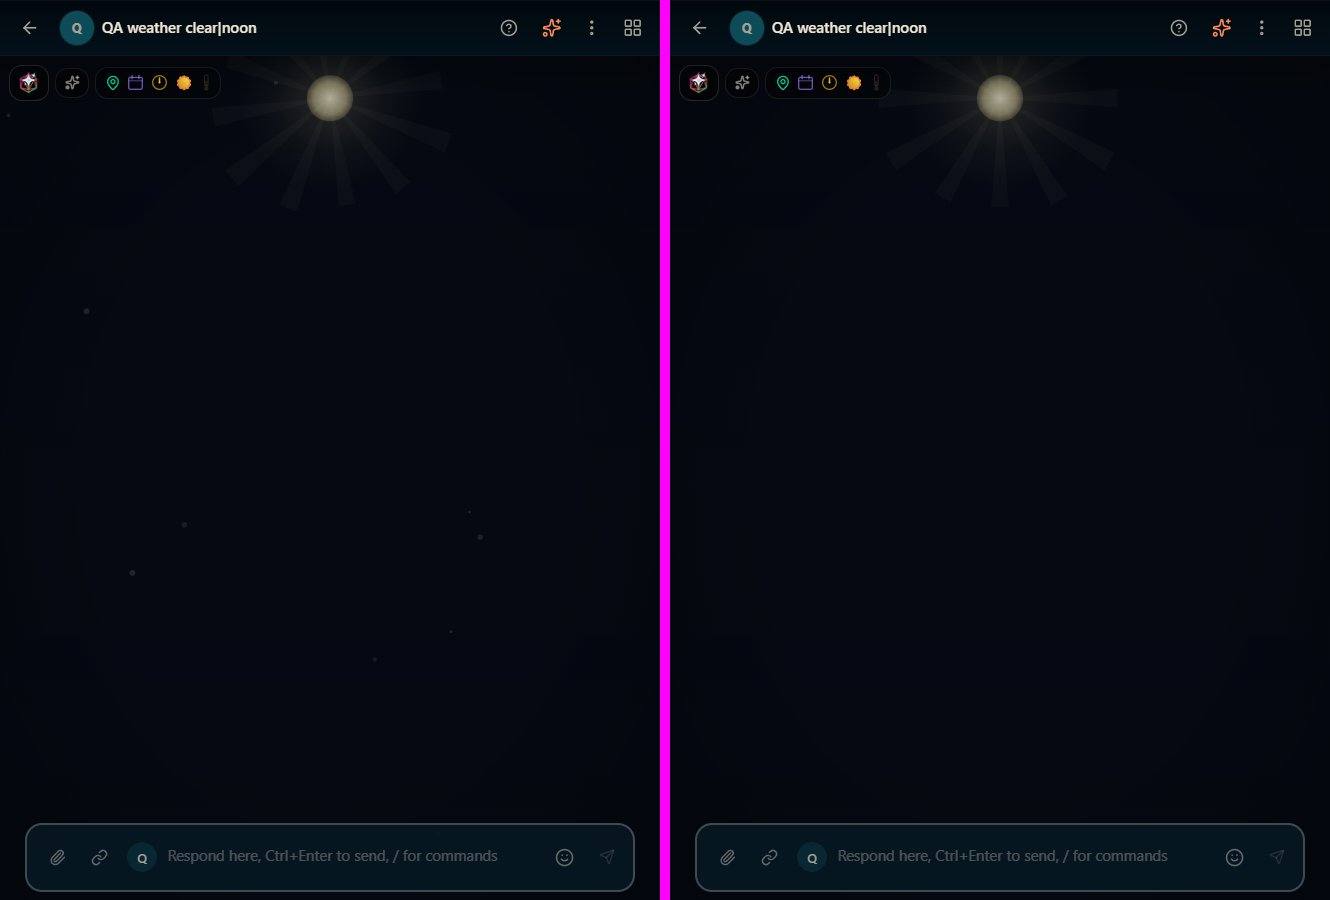 Q QA weather clear|noon
Q QA weather clear|noon
Q Respond here, Ctrl+Enter to send, / for commands
Q Respond here, Ctrl+Enter to send, / for commands